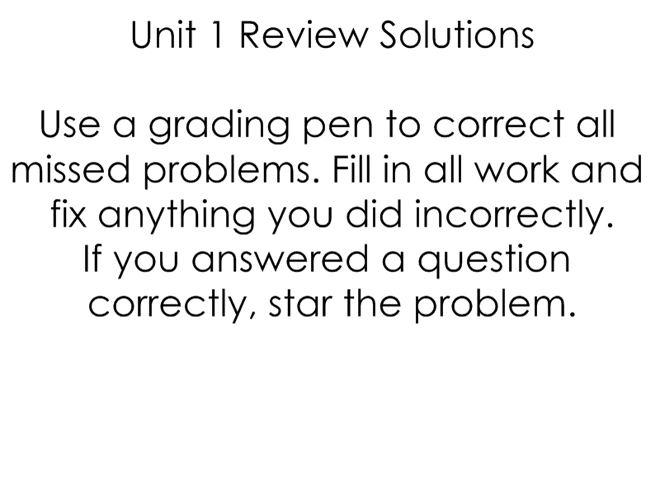 Unit 1 Review Solutions
Use a grading pen to correct all
missed problems. Fill in all work and
fix anything you did incorrectly.
If you answered a question
correctly, star the problem.